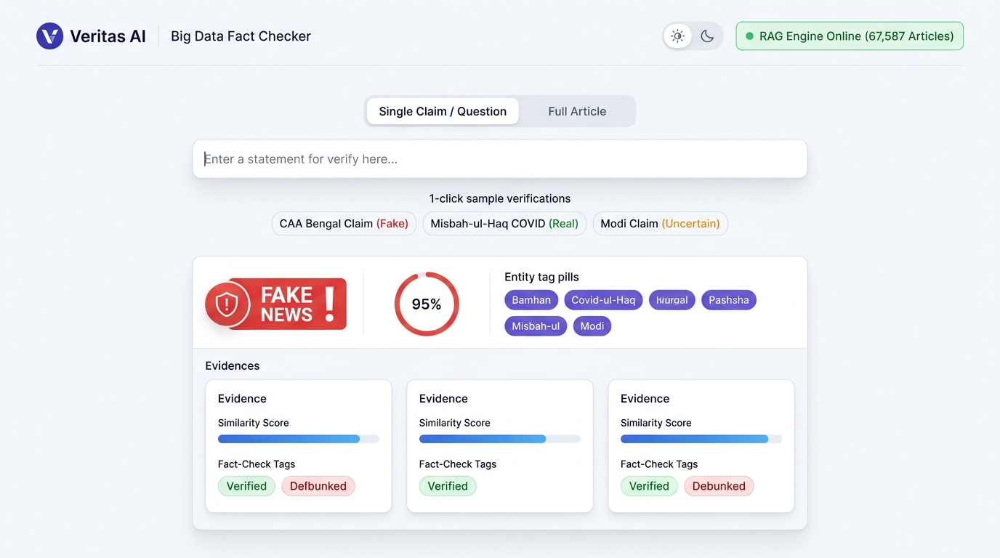 Veritas AI
Big Data Fact Checker
RAG Engine Online (67,587 Articles)
Single Claim / Question
Full Article
Enter a statement for verify here...
1-click sample verifications
CAA Bengal Claim (Fake)
Misbah-ul-Haq COVID (Real)
Modi Claim (Uncertain)
FAKE
NEWS !
95%
Entity tag pills
Bamhan
Covid-ul-Haq
Pashsha
Misbah-ul
Modi
Evidences
Evidence
Similarity Score
Fact-Check Tags
Verified
Defbunked
Evidence
Similarity Score
Fact-Check Tags
Verified
Evidence
Similarity Score
Fact-Check Tags
Verified
Debunked